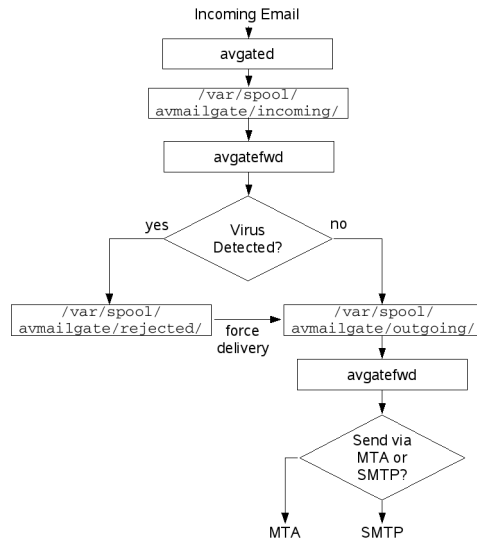 Incoming Email
avgated
/var/spool/
avmailgate/incoming/
avgatefwd
Virus
Detected?
yes
no
/var/spool/
avmailgate/rejected/
force
delivery
/var/spool/
avmailgate/outgoing/
avgatefwd
Send via
MTA or
SMTP?
MTA
SMTP